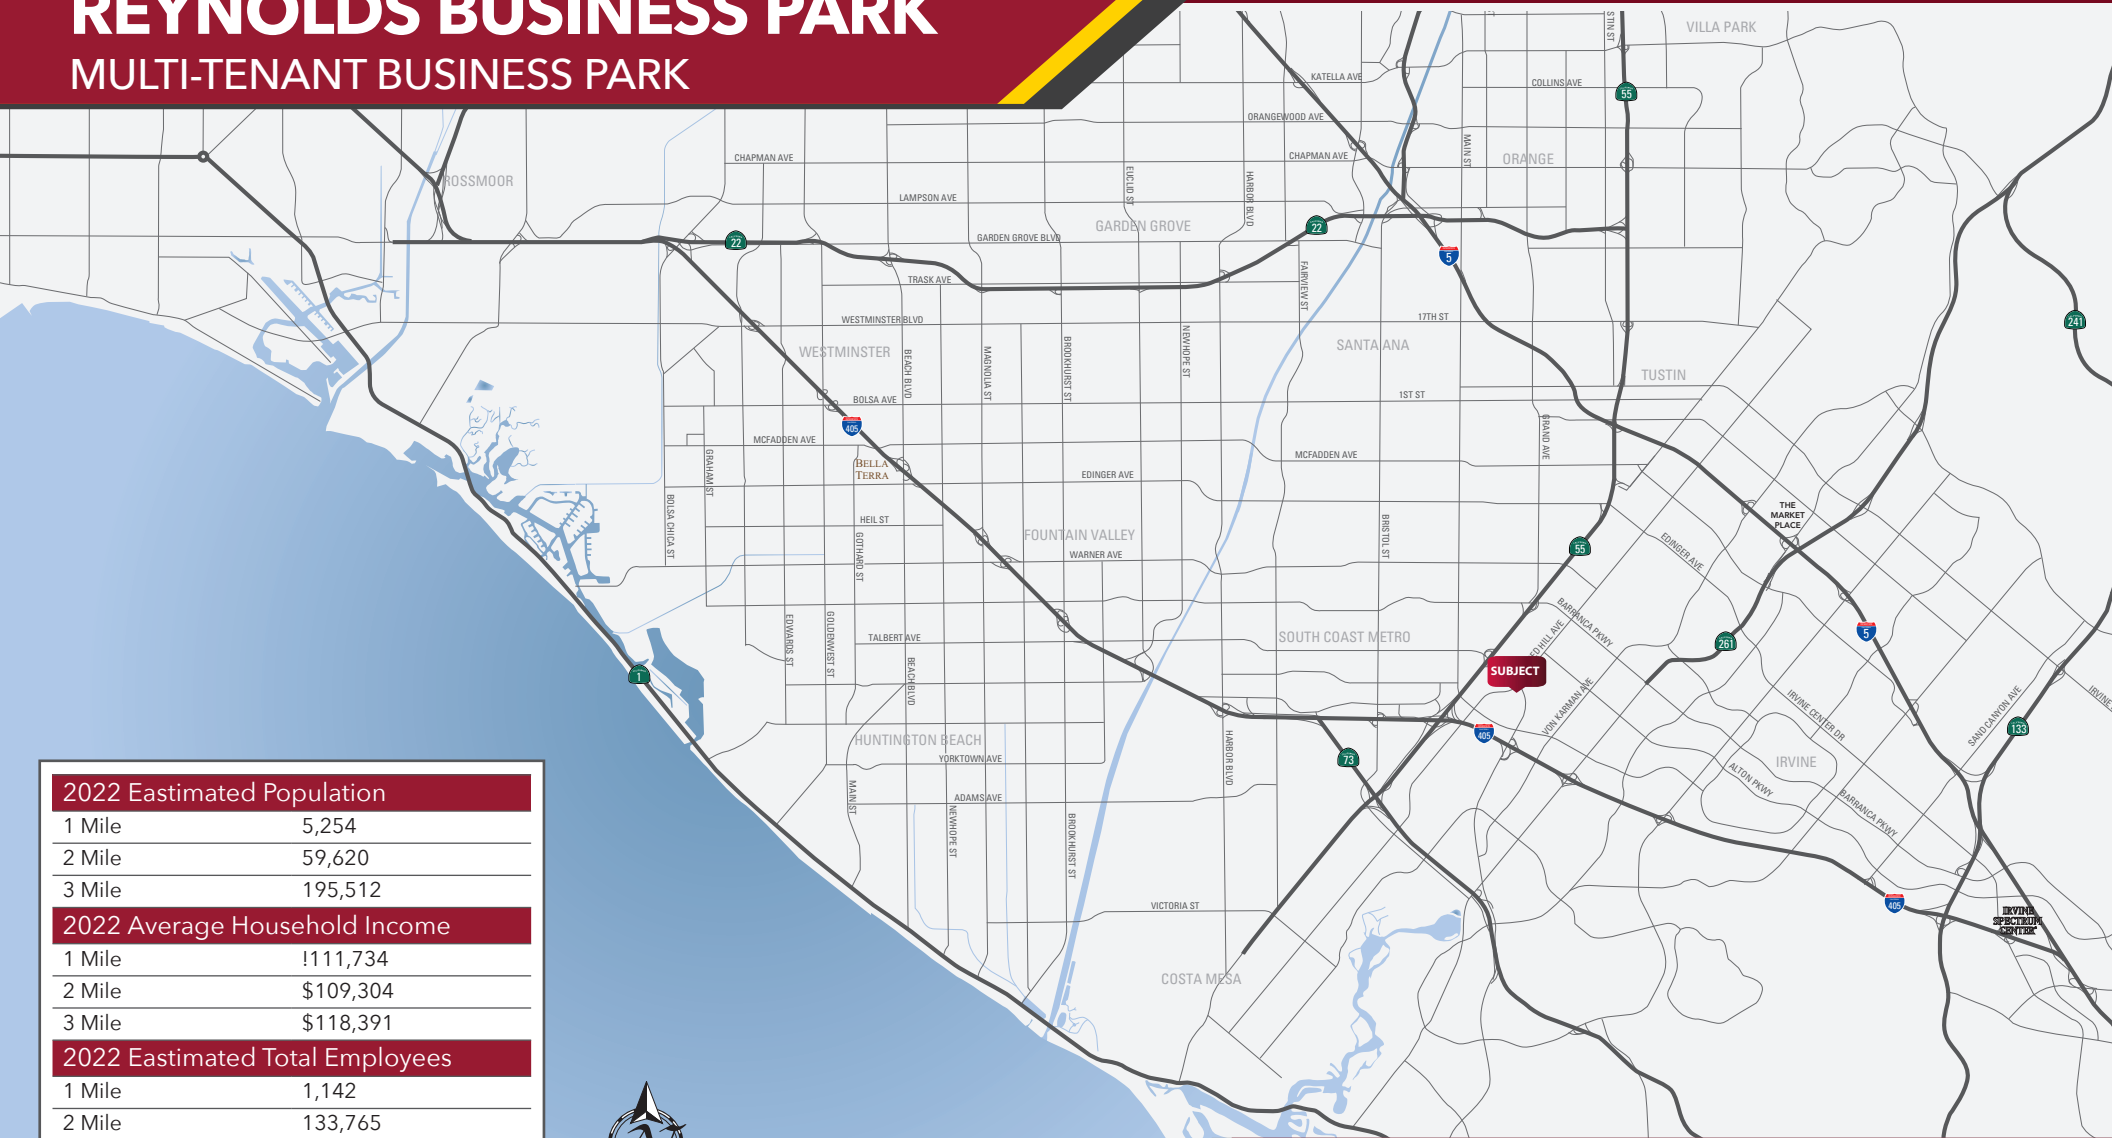 REYNOLDS BUSINESS PARK
MULTI-TENANT BUSINESS PARK
VILLA PARK
KATELLA AVE
COLLINS AVE
55
ORANGEWOOD AVE
MAIN ST
CHAPMAN AVE
CHAPMAN AVE
ORANGE
ROSSMOOR
EUCLID ST
HARBOR BLVD
LAMPSON AVE
GARDEN GROVE
22
GARDEN GROVE BLVD
22
5
TRASK AVE
FAIRVIEW ST
WESTMINSTER BLVD
17TH ST
241
WESTMINSTER
BEACH BLVD
MAGNOLIA ST
BROOKHURST ST
NEWHOPE ST
SANTA ANA
TUSTIN
BOLSA AVE
1ST ST
405
GRAND AVE
MCFADDEN AVE
MCFADDEN AVE
GRAHAM ST
BELLA
TERRA
EDINGER AVE
BOLSA CHICA ST
HEIL ST
GOTHARD ST
FOUNTAIN VALLEY
WARNER AVE
BRISTOL ST
55
THE
MARKET
PLACE
EDINGER AVE
EDWARDS ST
GOLDENWEST ST
TALBERT AVE
BEACH BLVD
SOUTH COAST METRO
BARRANCA PKWY
ED HILL AVE
261
5
1
SUBJECT
VON KARMAN AVE
IRVINE CENTER DR
SAND CANYON AVE
IRVINE
133
HUNTINGTON BEACH
YORKTOWN AVE
HARBOR BLVD
73
405
IRVINE
ALTON PKWY
BARRANCA PKWY
MAIN ST
ADAMS AVE
NEWHOPE ST
BROOKHURST ST
VICTORIA ST
405
IRVINE
SPECTRUM
CENTER
COSTA MESA
2022 Eastimated Population
1 Mile 5,254
2 Mile 59,620
3 Mile 195,512
2022 Average Household Income
1 Mile !111,734
2 Mile $109,304
3 Mile $118,391
2022 Eastimated Total Employees
1 Mile 1,142
2 Mile 133,765